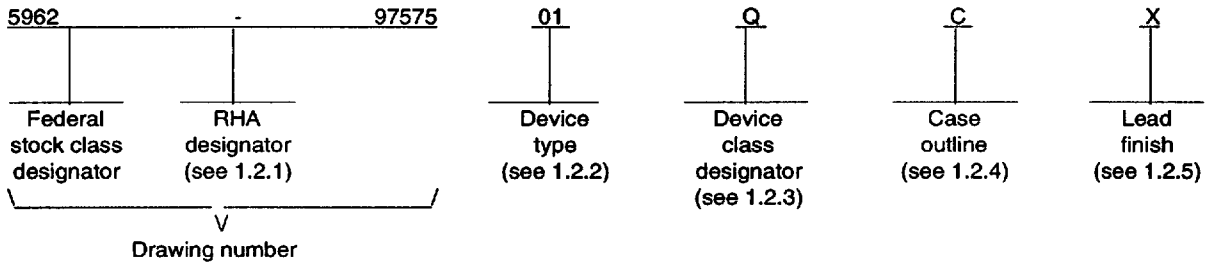 5962 - 97575 01 Q C X
Federal stock class designator
RHA designator (see 1.2.1)
Device type (see 1.2.2)
Device class designator (see 1.2.3)
Case outline (see 1.2.4)
Lead finish (see 1.2.5)
\ / V
Drawing number